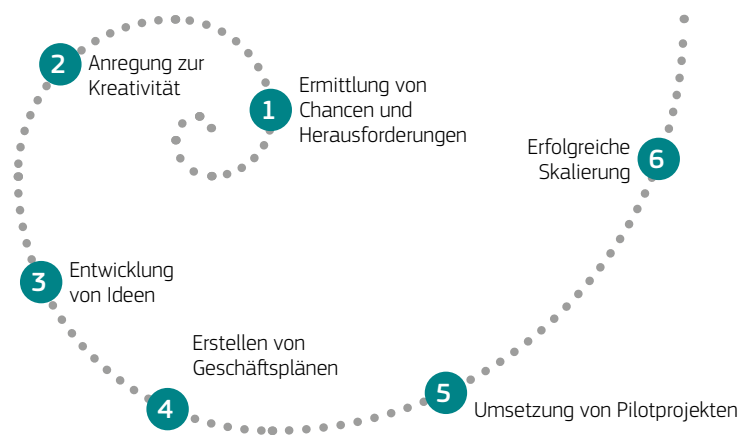 1
Ermittlung von
Chancen und
Herausforderungen
2
Anregung zur
Kreativität
3
Entwicklung
von Ideen
4
Erstellen von
Geschäftsplänen
5
Umsetzung von Pilotprojekten
6
Erfolgreiche
Skalierung